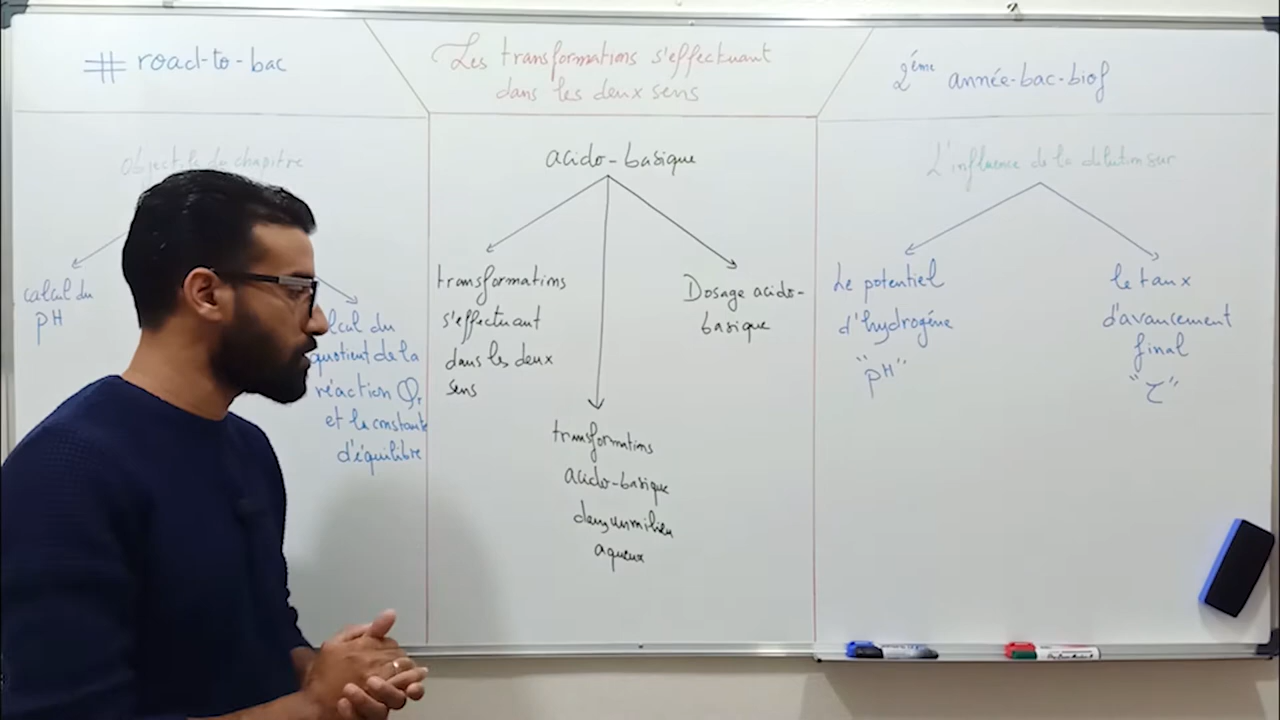 # road-to-bac
Les transformations s'effectuant
dans les deux sens
2éme année-bac-biof
Objectifs du chapitre
calcul du
pH
calcul du
quotient de la
réaction Qr
et la constante
d'équilibre
acido-basique
transformations
s'effectuant
dans les deux
sens
transformations
acido-basique
dans un milieu
aqueux
Dosage acido-
basique
L'influence de la dilution sur
Le potentiel
d'hydrogéne
"pH"
le taux
d'avancement
final
"τ"